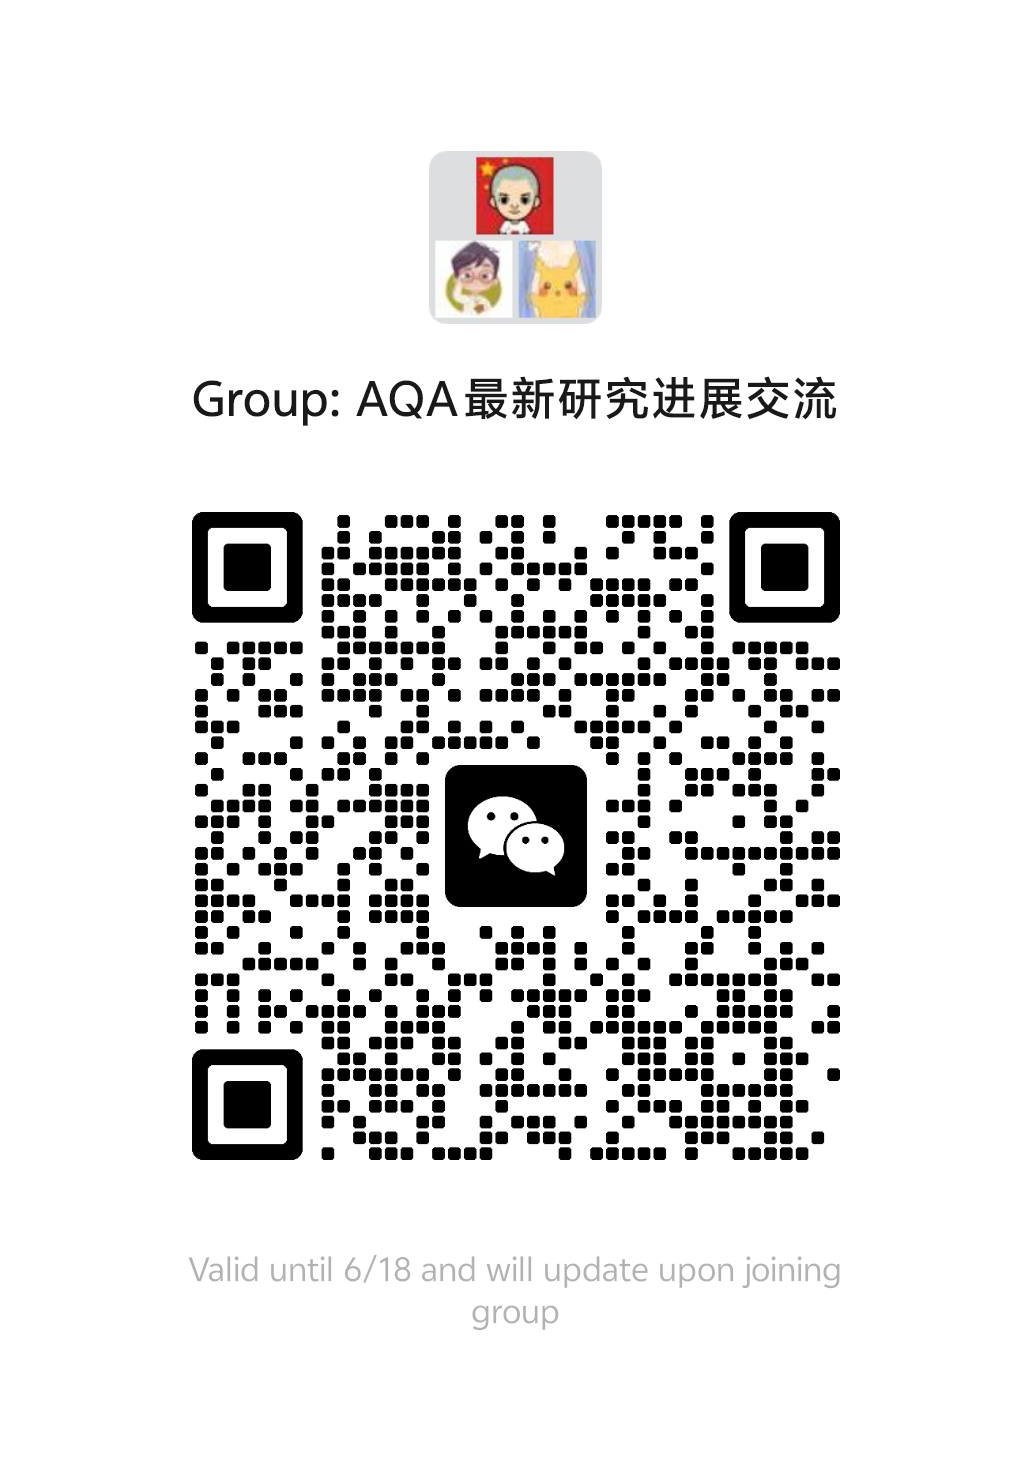 Group: AQA最新研究进展交流
Valid until 6/18 and will update upon joining
group